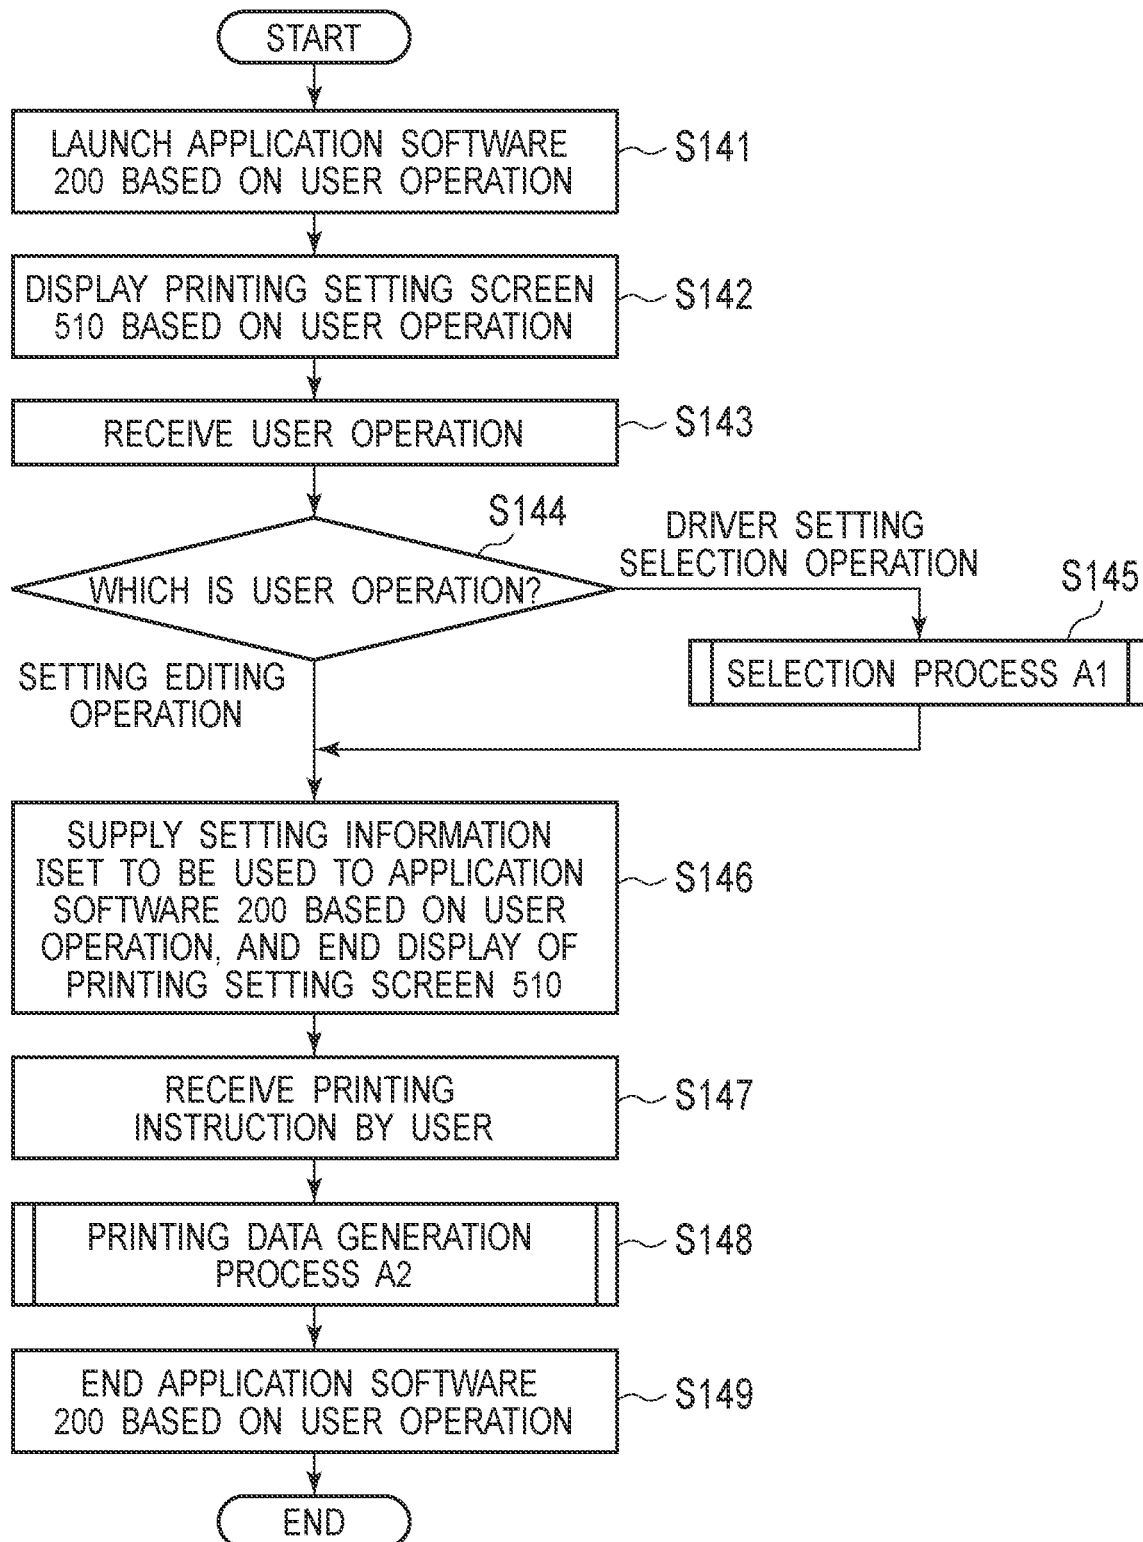 START
LAUNCH APPLICATION SOFTWARE
200 BASED ON USER OPERATION
S141
DISPLAY PRINTING SETTING SCREEN
510 BASED ON USER OPERATION
S142
RECEIVE USER OPERATION
S143
S144
WHICH IS USER OPERATION?
DRIVER SETTING
SELECTION OPERATION
S145
SELECTION PROCESS A1
SETTING EDITING
OPERATION
SUPPLY SETTING INFORMATION
ISET TO BE USED TO APPLICATION
SOFTWARE 200 BASED ON USER
OPERATION, AND END DISPLAY OF
PRINTING SETTING SCREEN 510
S146
RECEIVE PRINTING
INSTRUCTION BY USER
S147
PRINTING DATA GENERATION
PROCESS A2
S148
END APPLICATION SOFTWARE
200 BASED ON USER OPERATION
S149
END